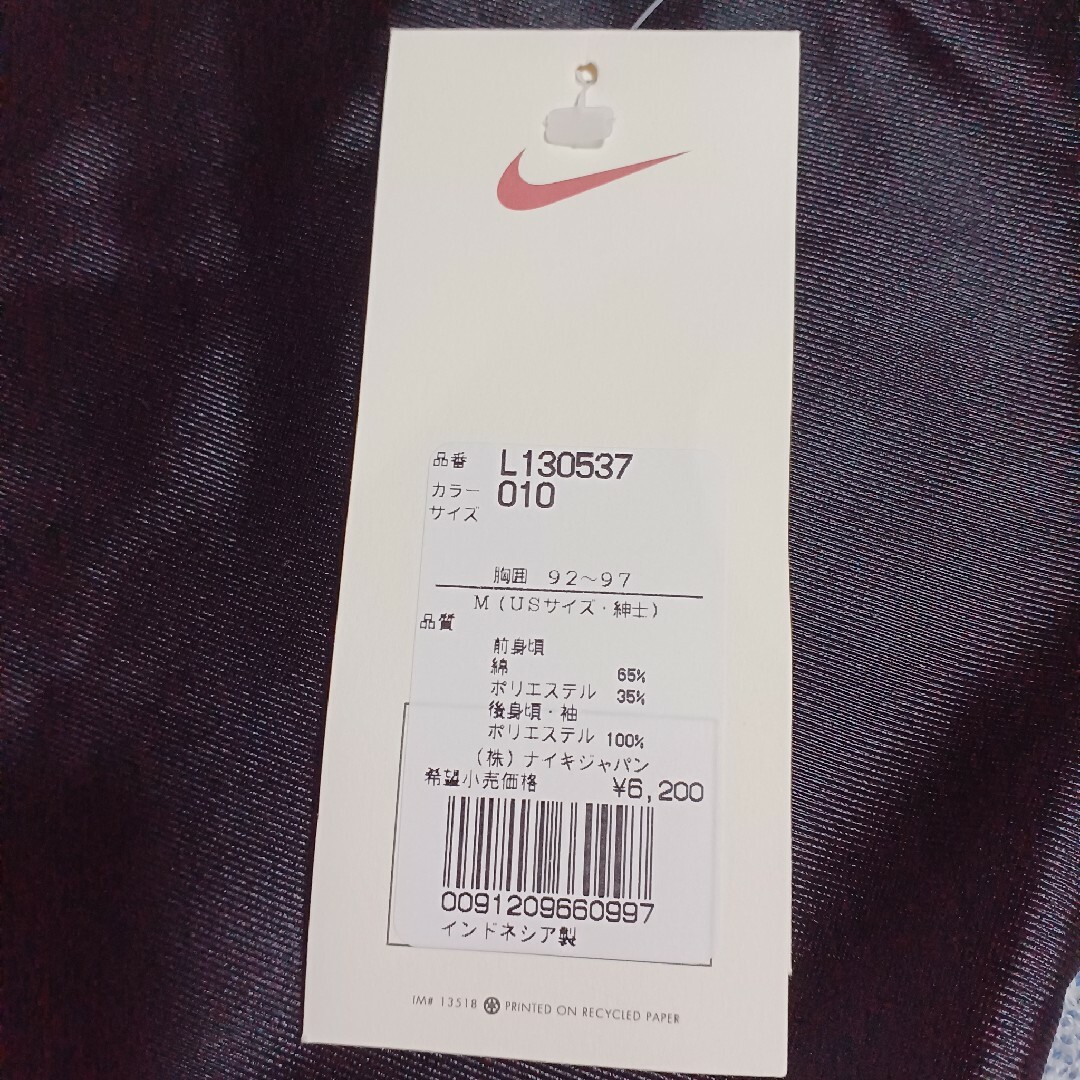 品番 L130537
カラー 010
サイズ
胸囲 92~97
M(USサイズ・紳士)
品質
前身頃
綿 65%
ポリエステル 35%
後身頃・袖
ポリエステル 100%
(株)ナイキジャパン
希望小売価格 ¥6,200
0091209660997
インドネシア製
IM# 13518 PRINTED ON RECYCLED PAPER